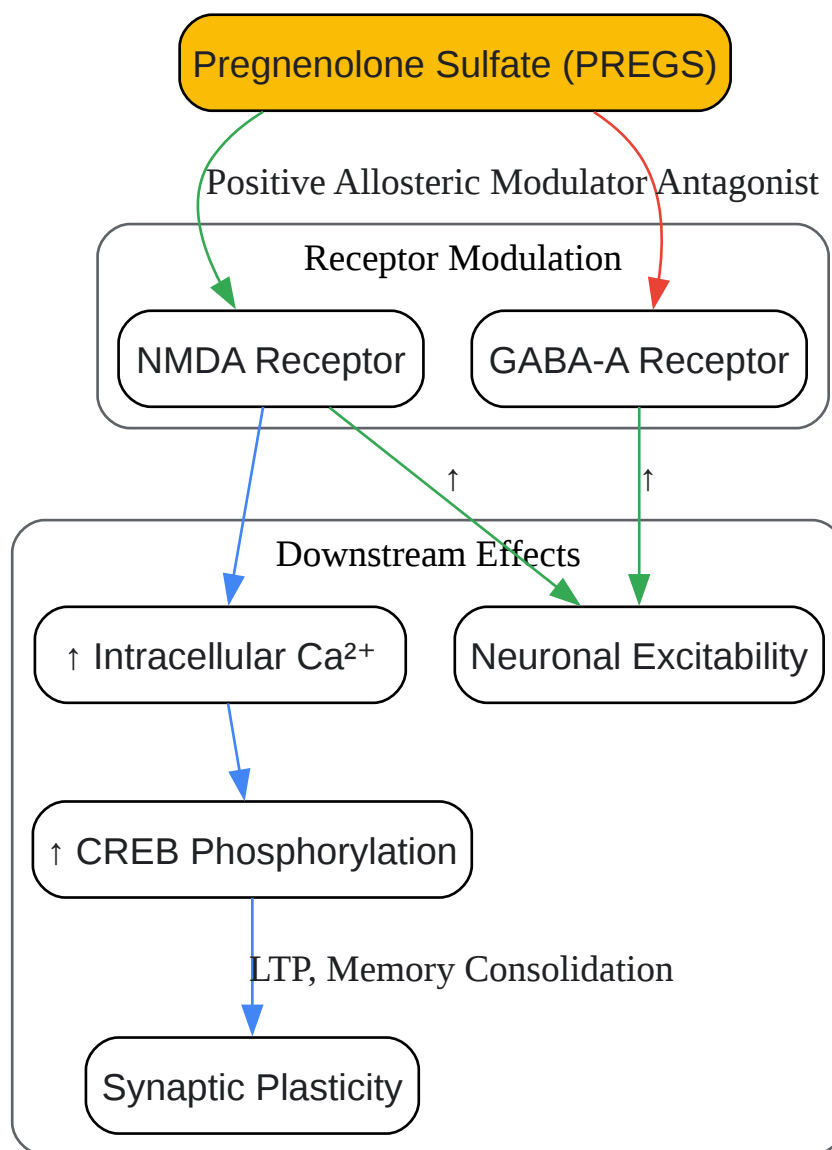 Pregnenolone Sulfate (PREGS)
Positive Allosteric Modulator
Antagonist
Receptor Modulation
NMDA Receptor
GABA-A Receptor
↑
↑
Downstream Effects
↑ Intracellular Ca²⁺
Neuronal Excitability
↑ CREB Phosphorylation
LTP, Memory Consolidation
Synaptic Plasticity